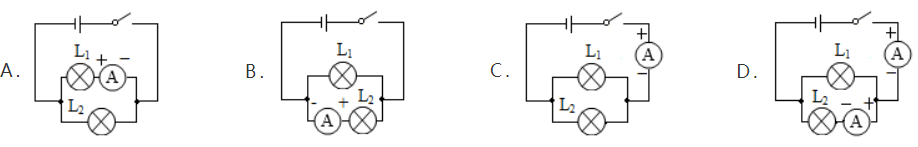 A. L₁ + − A L₂
B. L₁ - + L₂ A
C. + L₁ A − L₂
D. + L₁ A − L₂ − + A